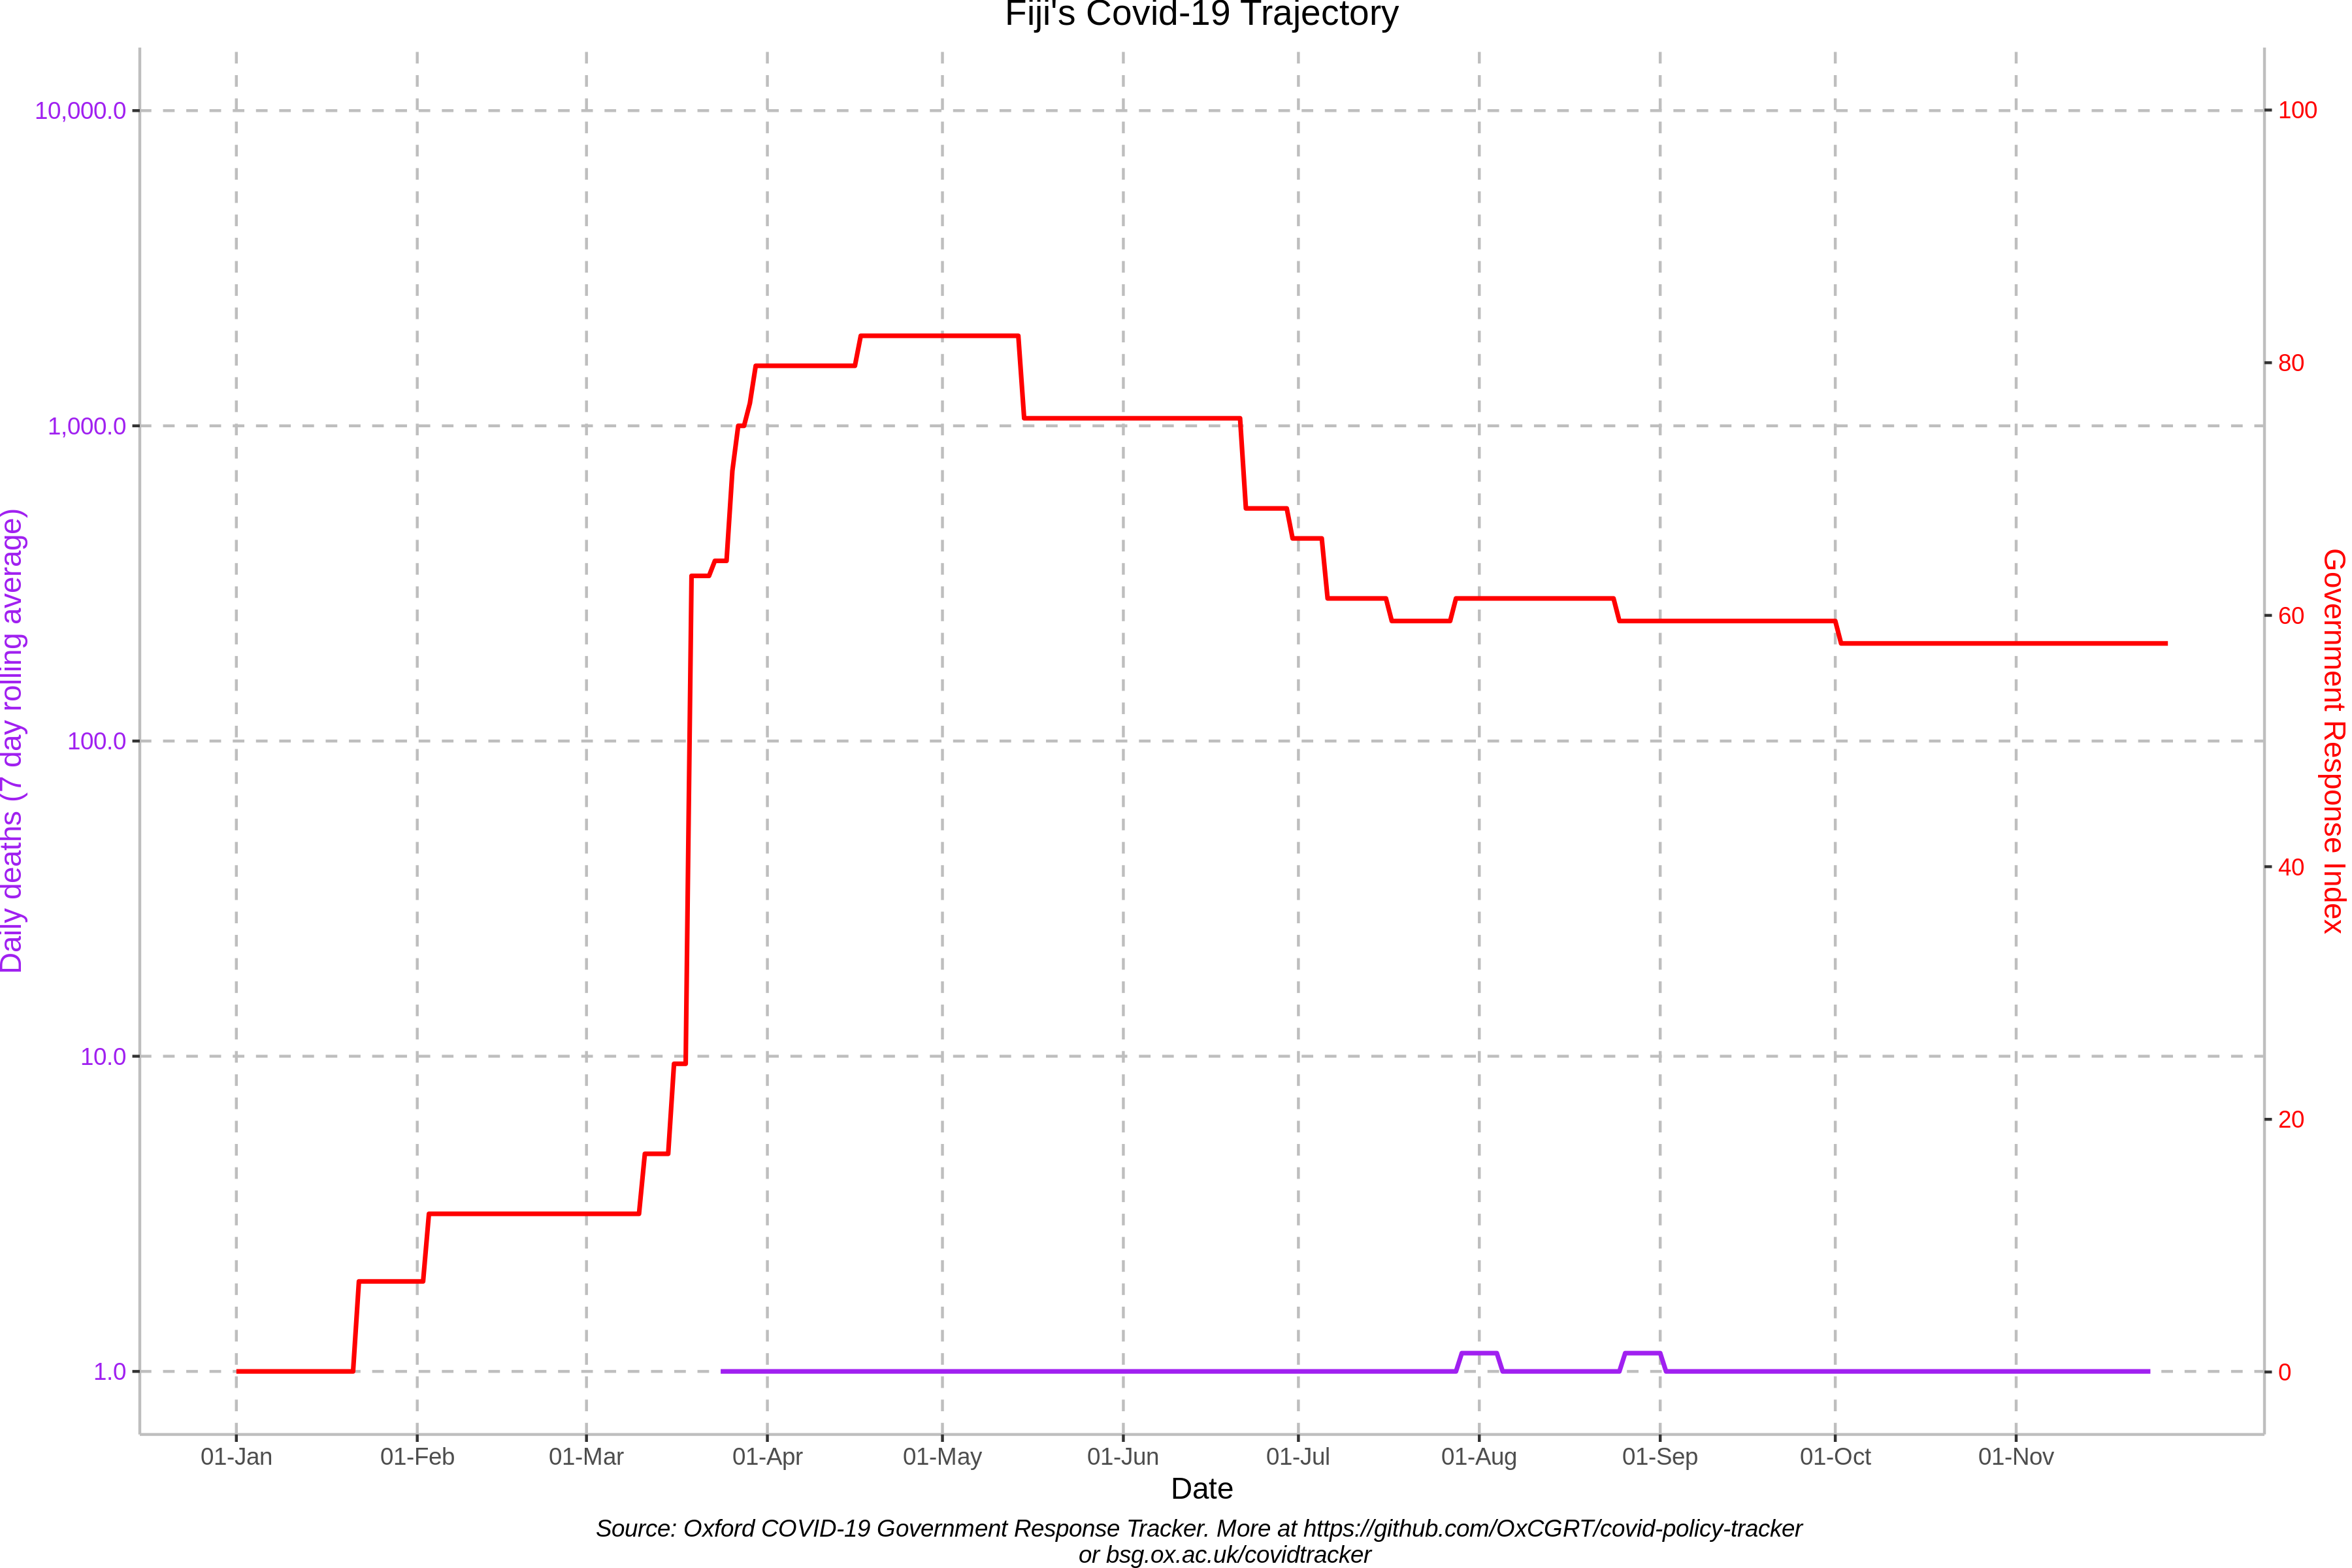 Fiji's Covid-19 Trajectory
10,000.0
1,000.0
100.0
10.0
1.0
Daily deaths (7 day rolling average)
100
80
60
40
20
0
Government Response Index
01-Jan 01-Feb 01-Mar 01-Apr 01-May 01-Jun 01-Jul 01-Aug 01-Sep 01-Oct 01-Nov
Date
Source: Oxford COVID-19 Government Response Tracker. More at https://github.com/OxCGRT/covid-policy-tracker
or bsg.ox.ac.uk/covidtracker